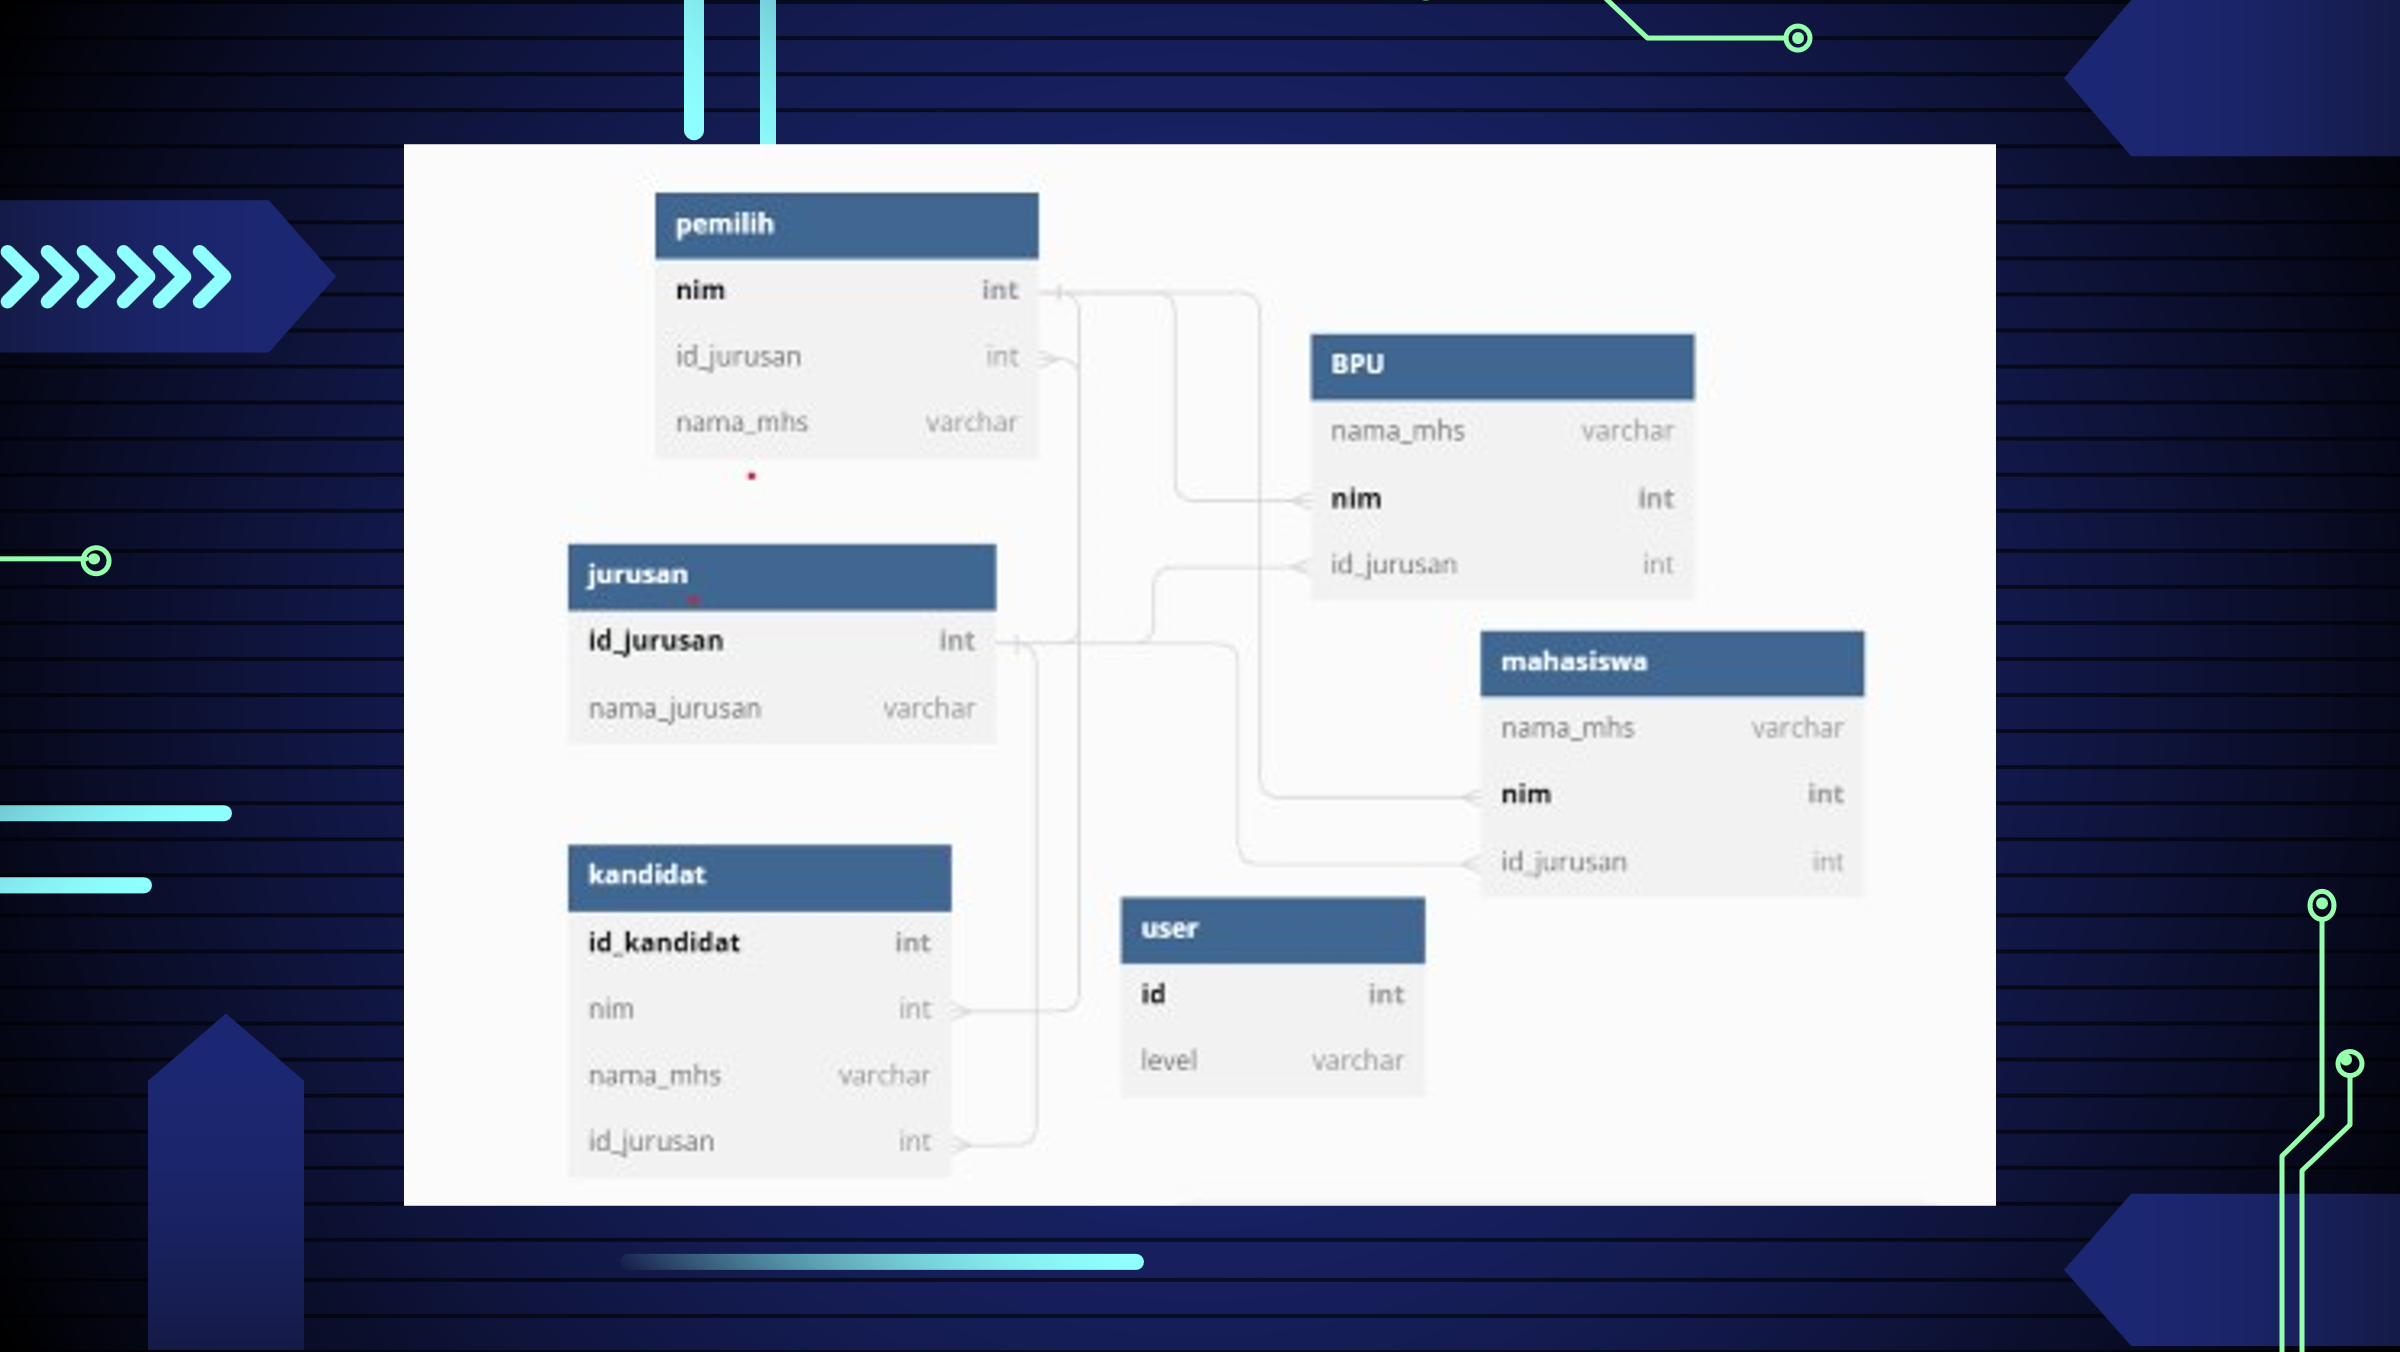 pemilih
nim int
id_jurusan int
nama_mhs varchar
BPU
nama_mhs varchar
nim int
id_jurusan int
jurusan
id_jurusan int
nama_jurusan varchar
mahasiswa
nama_mhs varchar
nim int
id_jurusan int
kandidat
id_kandidat int
nim int
nama_mhs varchar
id_jurusan int
user
id int
level varchar